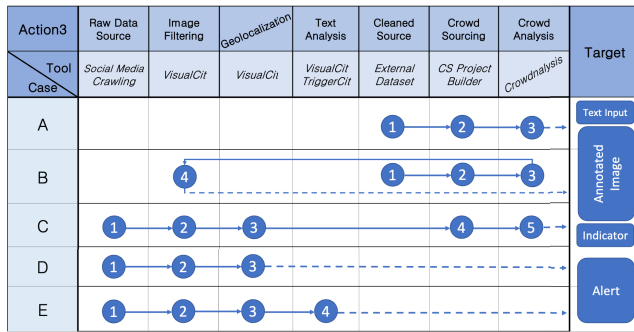 Action3
Raw Data
Source
Image
Filtering
Geolocalization
Text
Analysis
Cleaned
Source
Crowd
Sourcing
Crowd
Analysis
Target
Tool
Case
Social Media
Crawling
VisualCit
VisualCit
VisualCit
TriggerCit
External
Dataset
CS Project
Builder
Crowdnalysis
A
1
2
3
Text Input
B
4
1
2
3
Annotated
Image
C
1
2
3
4
5
Indicator
D
1
2
3
Alert
E
1
2
3
4